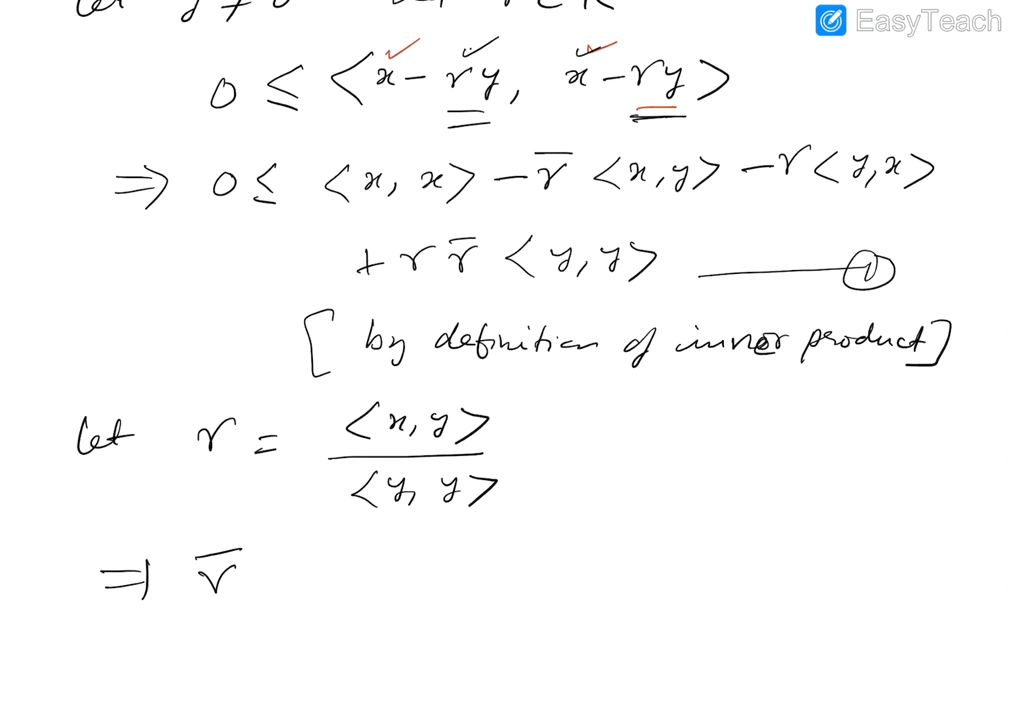 EasyTeach
0 ≤ <x - ry, x - ry>
⇒ 0 ≤ <x, x> - r̅ <x, y> - r <y, x>
+ r r̅ <y, y> ——— ①
[by definition of inner product]
let r = <x, y> / <y, y>
⇒ r̅